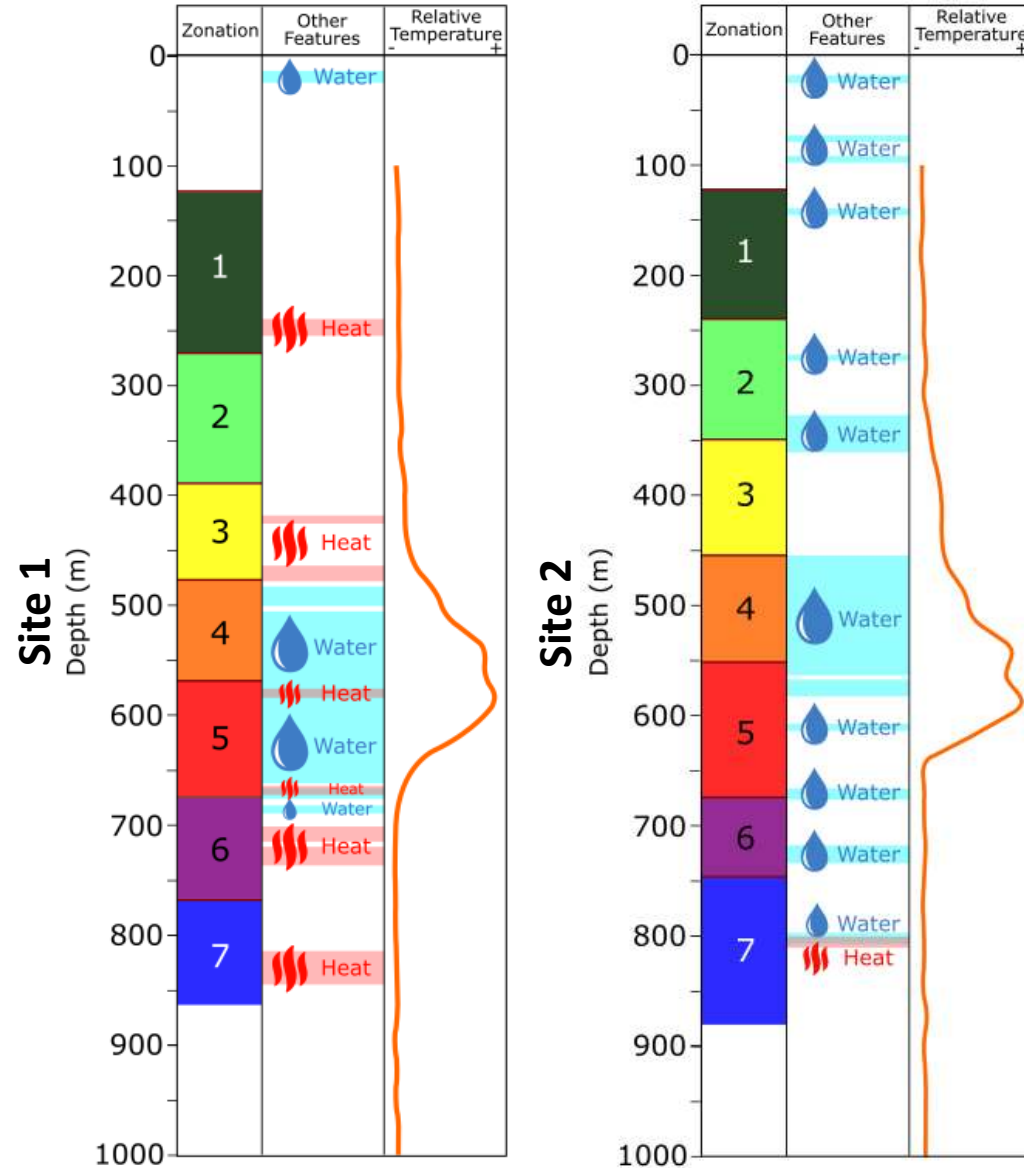 Site 1
Depth (m)
Zonation
Other
Features
Relative
Temperature
-
+
0
100
200
300
400
500
600
700
800
900
1000
1
2
3
4
5
6
7
Water
Heat
Heat
Water
Heat
Water
Heat
Water
Heat
Heat
Site 2
Depth (m)
Zonation
Other
Features
Relative
Temperature
-
+
0
100
200
300
400
500
600
700
800
900
1000
1
2
3
4
5
6
7
Water
Water
Water
Water
Water
Water
Water
Water
Water
Water
Heat